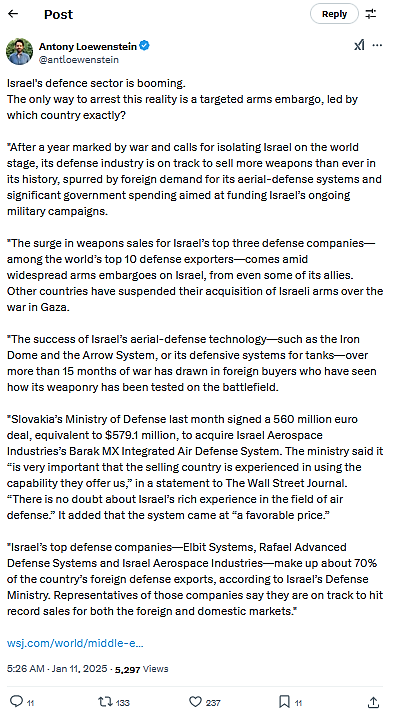 Post
Reply
Antony Loewenstein
@antloewenstein
Israel's defence sector is booming.
The only way to arrest this reality is a targeted arms embargo, led by
which country exactly?
"After a year marked by war and calls for isolating Israel on the world
stage, its defense industry is on track to sell more weapons than ever in
its history, spurred by foreign demand for its aerial-defense systems and
significant government spending aimed at funding Israel's ongoing
military campaigns.
"The surge in weapons sales for Israel's top three defense companies—
among the world's top 10 defense exporters—comes amid
widespread arms embargoes on Israel, from even some of its allies.
Other countries have suspended their acquisition of Israeli arms over the
war in Gaza.
"The success of Israel's aerial-defense technology—such as the Iron
Dome and the Arrow System, or its defensive systems for tanks—over
more than 15 months of war has drawn in foreign buyers who have seen
how its weaponry has been tested on the battlefield.
"Slovakia's Ministry of Defense last month signed a 560 million euro
deal, equivalent to $579.1 million, to acquire Israel Aerospace
Industries's Barak MX Integrated Air Defense System. The ministry said it
“is very important that the selling country is experienced in using the
capability they offer us,” in a statement to The Wall Street Journal.
“There is no doubt about Israel's rich experience in the field of air
defense.” It added that the system came at “a favorable price.”
"Israel's top defense companies—Elbit Systems, Rafael Advanced
Defense Systems and Israel Aerospace Industries—make up about 70%
of the country's foreign defense exports, according to Israel's Defense
Ministry. Representatives of those companies say they are on track to hit
record sales for both the foreign and domestic markets."
wsj.com/world/middle-e...
5:26 AM · Jan 11, 2025 · 5,297 Views
11 133 237 11